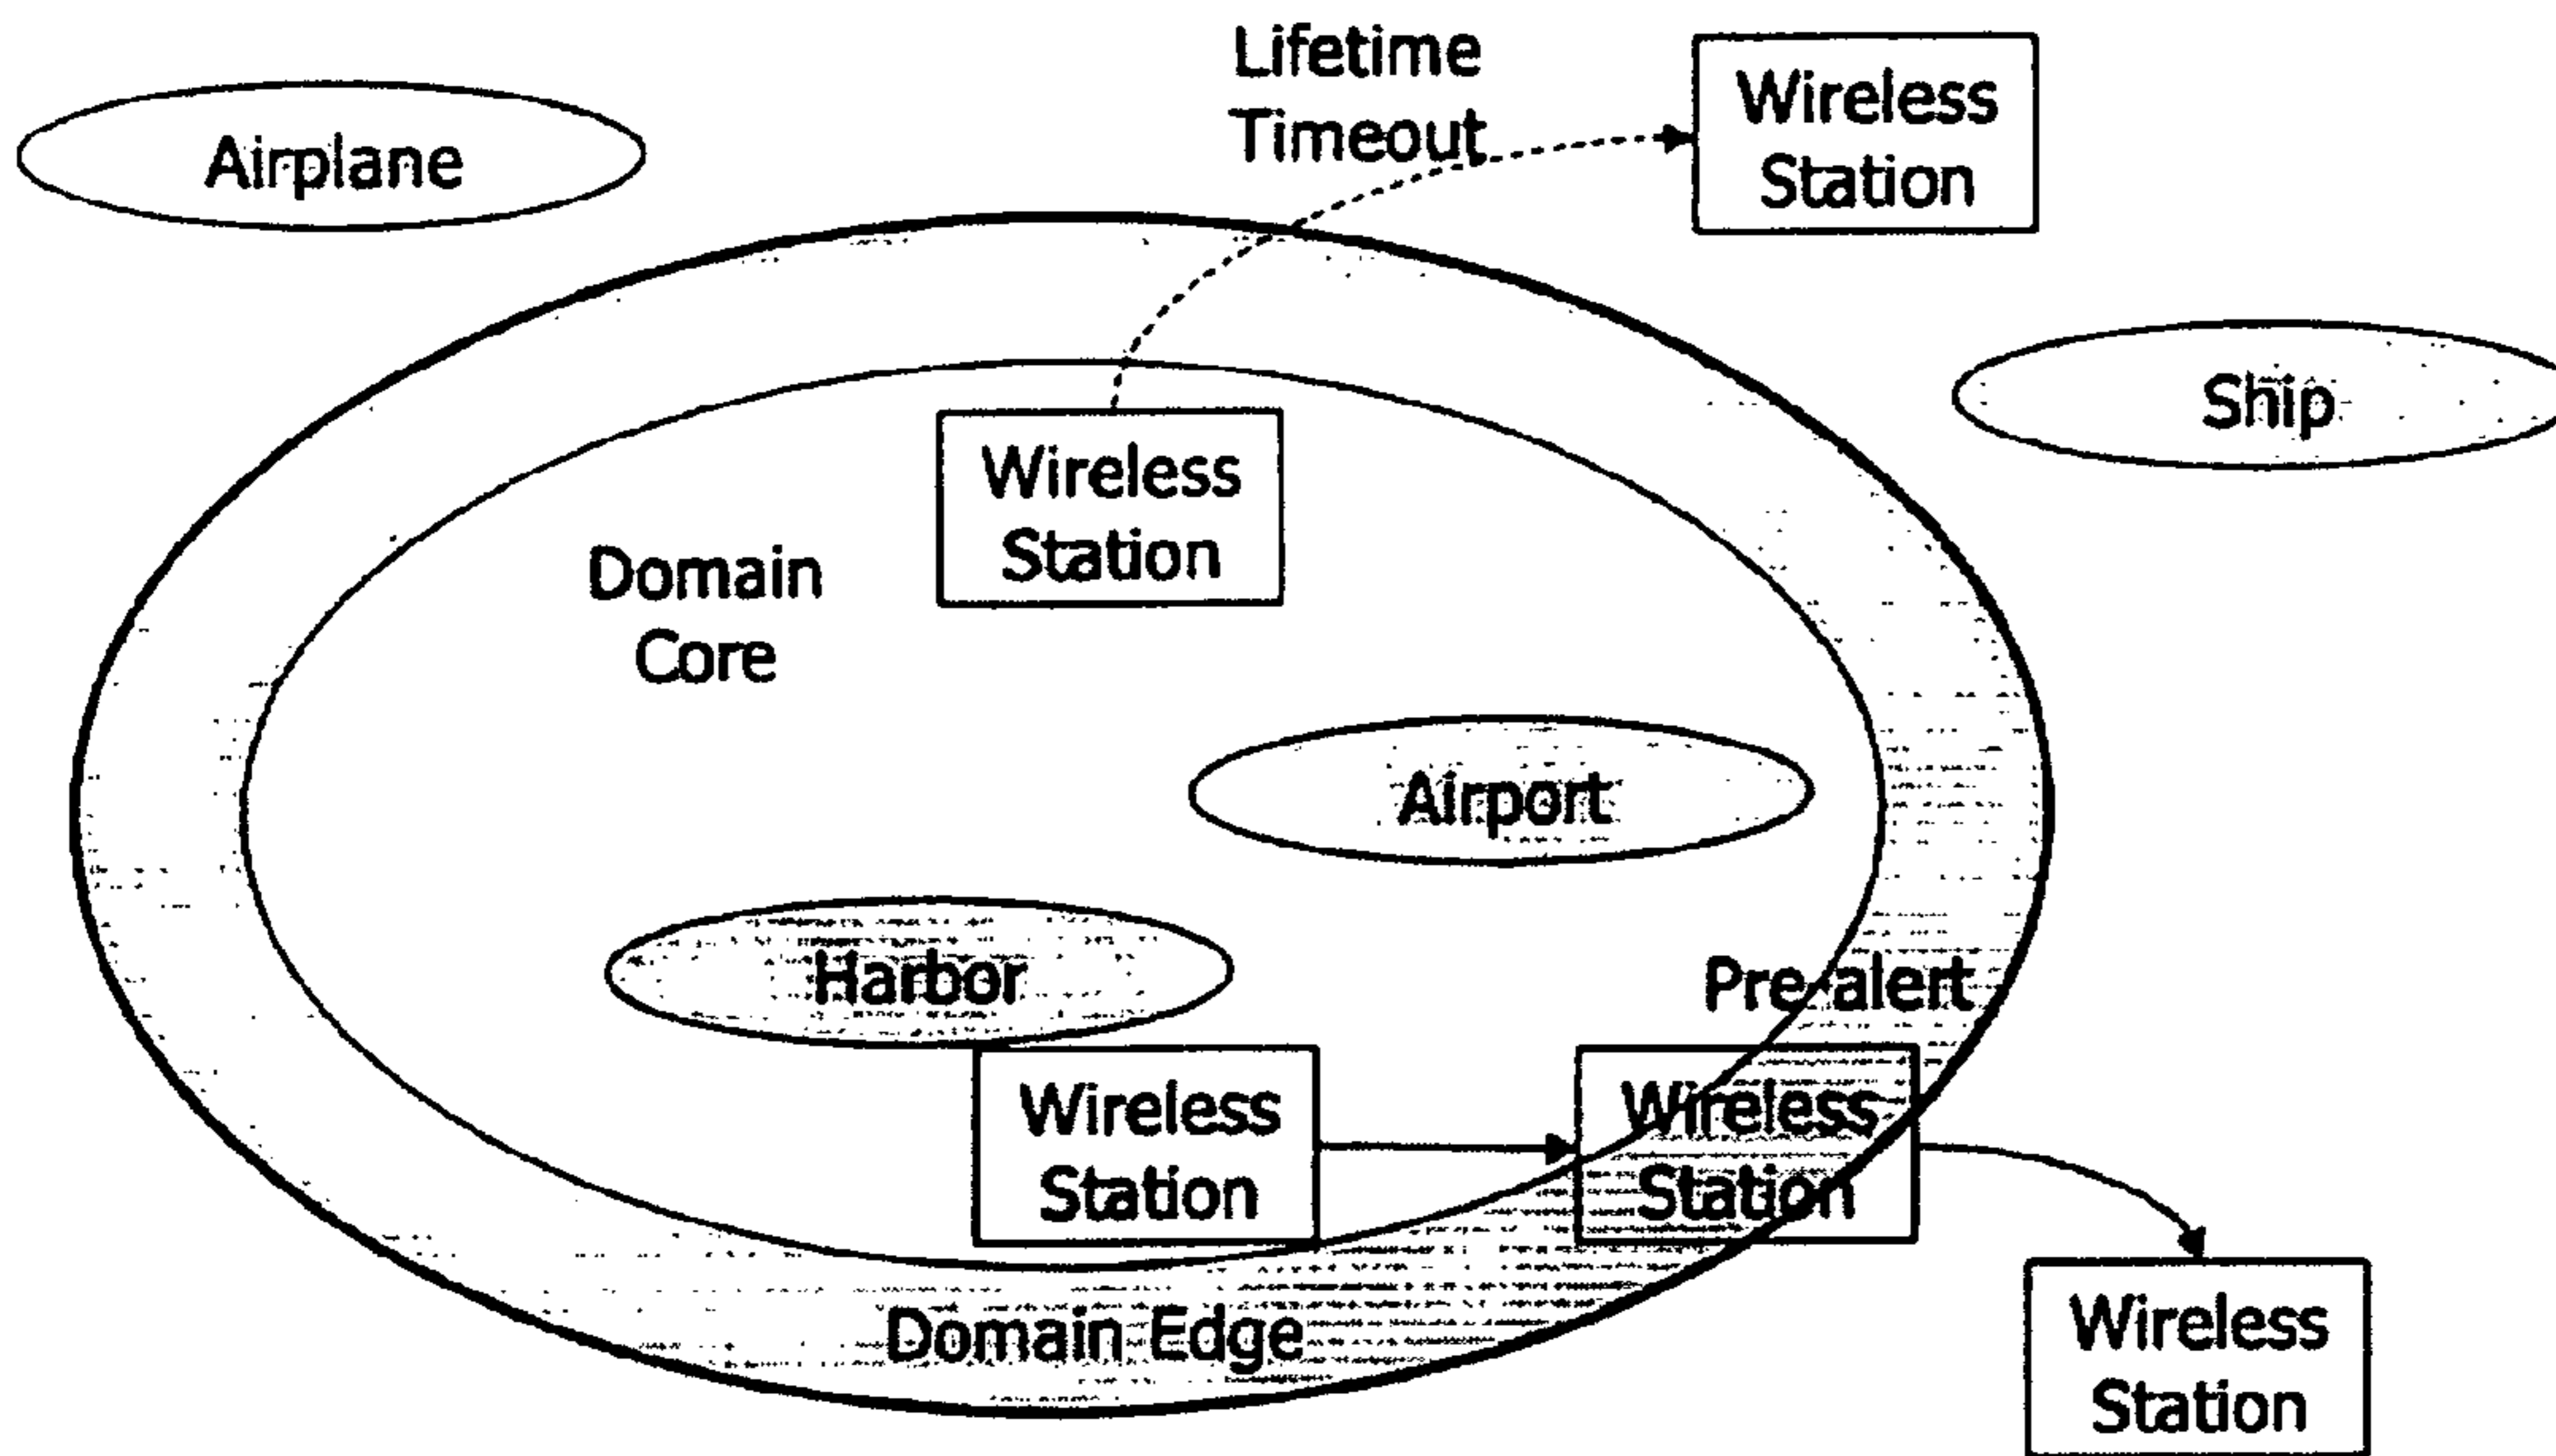 Lifetime
Timeout
Wireless
Station
Airplane
Ship
Wireless
Station
Domain
Core
Airport
Harbor
Pre-alert
Wireless
Station
Wireless
Station
Domain Edge
Wireless
Station